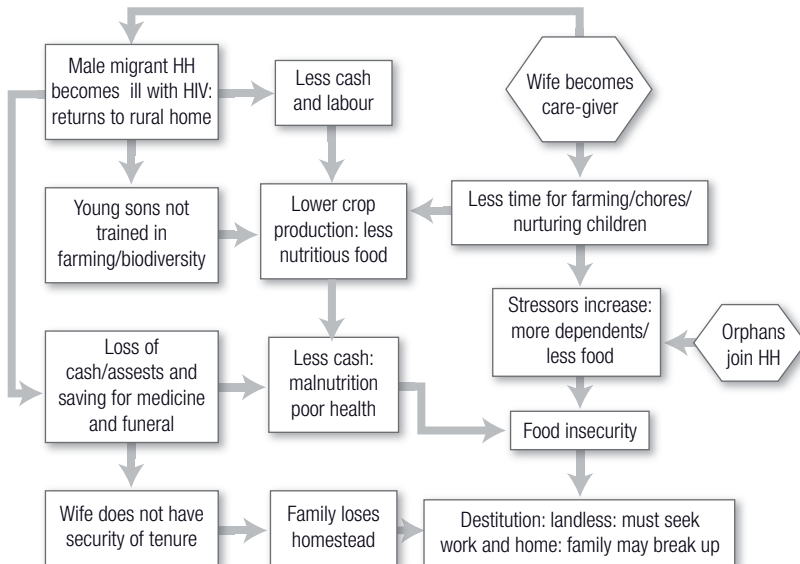 Male migrant HH
becomes ill with HIV:
returns to rural home
Less cash
and labour
Wife becomes
care-giver
Young sons not
trained in
farming/biodiversity
Lower crop
production: less
nutritious food
Less time for farming/chores/
nurturing children
Stressors increase:
more dependents/
less food
Orphans
join HH
Loss of
cash/assests and
saving for medicine
and funeral
Less cash:
malnutrition
poor health
Food insecurity
Wife does not have
security of tenure
Family loses
homestead
Destitution: landless: must seek
work and home: family may break up